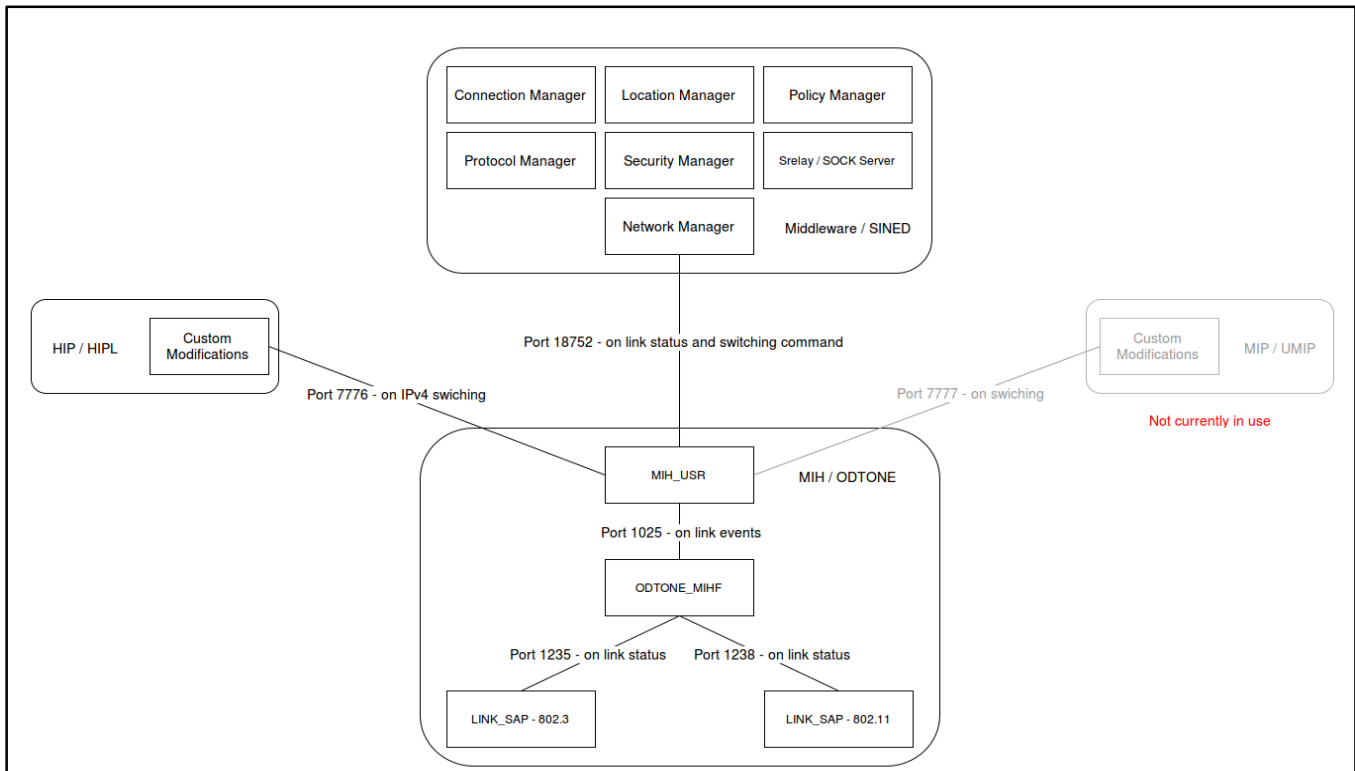 Connection Manager
Location Manager
Policy Manager
Protocol Manager
Security Manager
Srelay / SOCK Server
Network Manager
Middleware / SINED
HIP / HIPL
Custom
Modifications
Port 18752 - on link status and switching command
Custom
Modifications
MIP / UMIP
Port 7776 - on IPv4 swiching
Port 7777 - on swiching
Not currently in use
MIH_USR
MIH / ODTONE
Port 1025 - on link events
ODTONE_MIHF
Port 1235 - on link status
Port 1238 - on link status
LINK_SAP - 802.3
LINK_SAP - 802.11